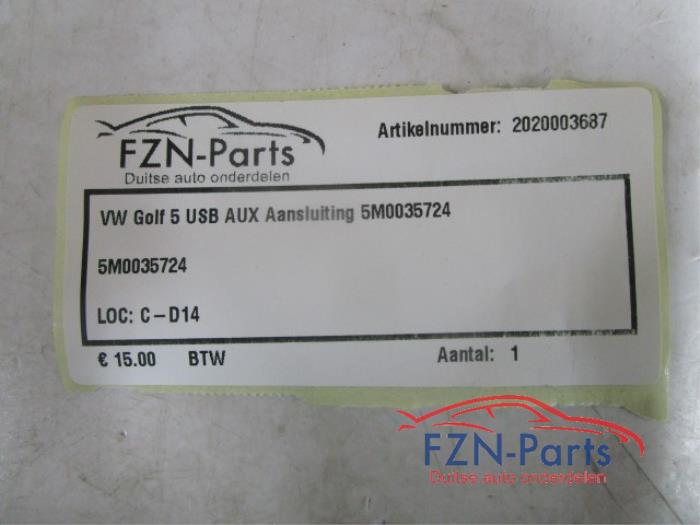 FZN-Parts
Duitse auto onderdelen
Artikelnummer: 2020003687
VW Golf 5 USB AUX Aansluiting 5M0035724
5M0035724
LOC: C-D14
€ 15.00 BTW Aantal: 1
FZN-Parts
Duitse auto onderdelen